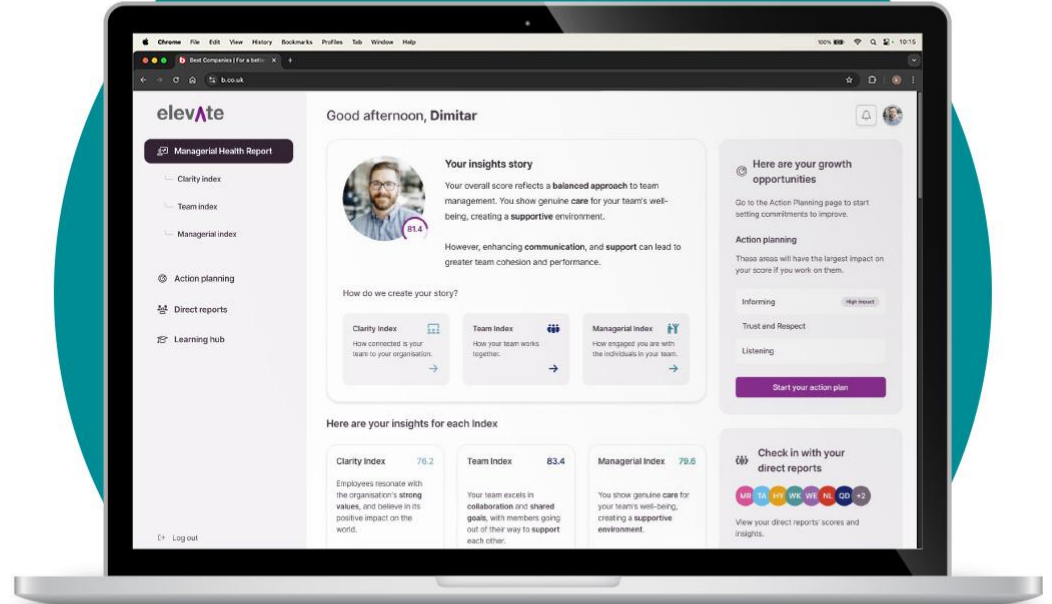 Chrome File Edit View History Bookmarks Profiles Tab Window Help
100% 10:15
Best Companies | For a bette
b.co.uk
elevate
Good afternoon, Dimitar
Managerial Health Report
Clarity index
Team index
Managerial index
Action planning
Direct reports
Learning hub
Log out
81.4
Your insights story
Your overall score reflects a balanced approach to team
management. You show genuine care for your team's well-
being, creating a supportive environment.
However, enhancing communication, and support can lead to
greater team cohesion and performance.
How do we create your story?
Clarity Index
How connected is your
team to your organisation.
Team Index
How your team works
together.
Managerial Index
How engaged you are with
the individuals in your team.
Here are your insights for each Index
Clarity Index 76.2
Employees resonate with
the organisation's strong
values, and believe in its
positive impact on the
world.
Team Index 83.4
Your team excels in
collaboration and shared
goals, with members going
out of their way to support
each other.
Managerial Index 79.6
You show genuine care for
your team's well-being,
creating a supportive
environment.
Here are your growth
opportunities
Go to the Action Planning page to start
setting commitments to improve.
Action planning
These areas will have the largest impact on
your score if you work on them.
Informing High impact
Trust and Respect
Listening
Start your action plan
Check in with your
direct reports
MR TA HY WK WE NL QD +2
View your direct reports' scores and
insights.